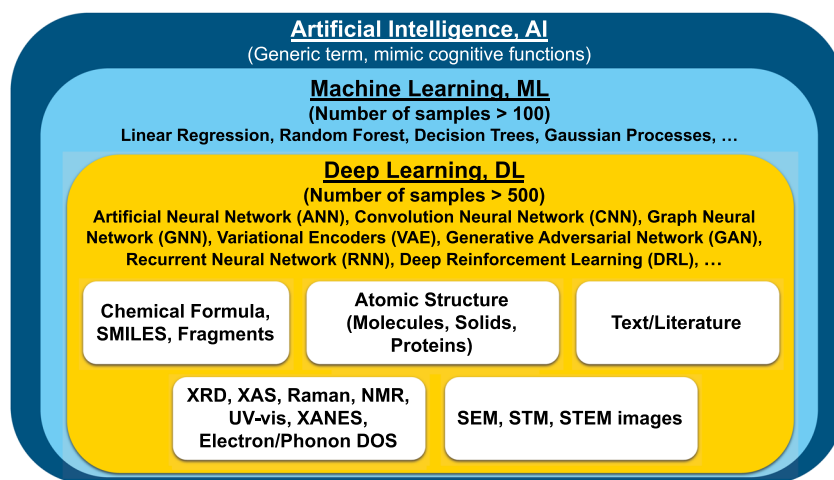 Artificial Intelligence, AI
(Generic term, mimic cognitive functions)
Machine Learning, ML
(Number of samples > 100)
Linear Regression, Random Forest, Decision Trees, Gaussian Processes, …
Deep Learning, DL
(Number of samples > 500)
Artificial Neural Network (ANN), Convolution Neural Network (CNN), Graph Neural
Network (GNN), Variational Encoders (VAE), Generative Adversarial Network (GAN),
Recurrent Neural Network (RNN), Deep Reinforcement Learning (DRL), …
Chemical Formula,
SMILES, Fragments
Atomic Structure
(Molecules, Solids,
Proteins)
Text/Literature
XRD, XAS, Raman, NMR,
UV-vis, XANES,
Electron/Phonon DOS
SEM, STM, STEM images